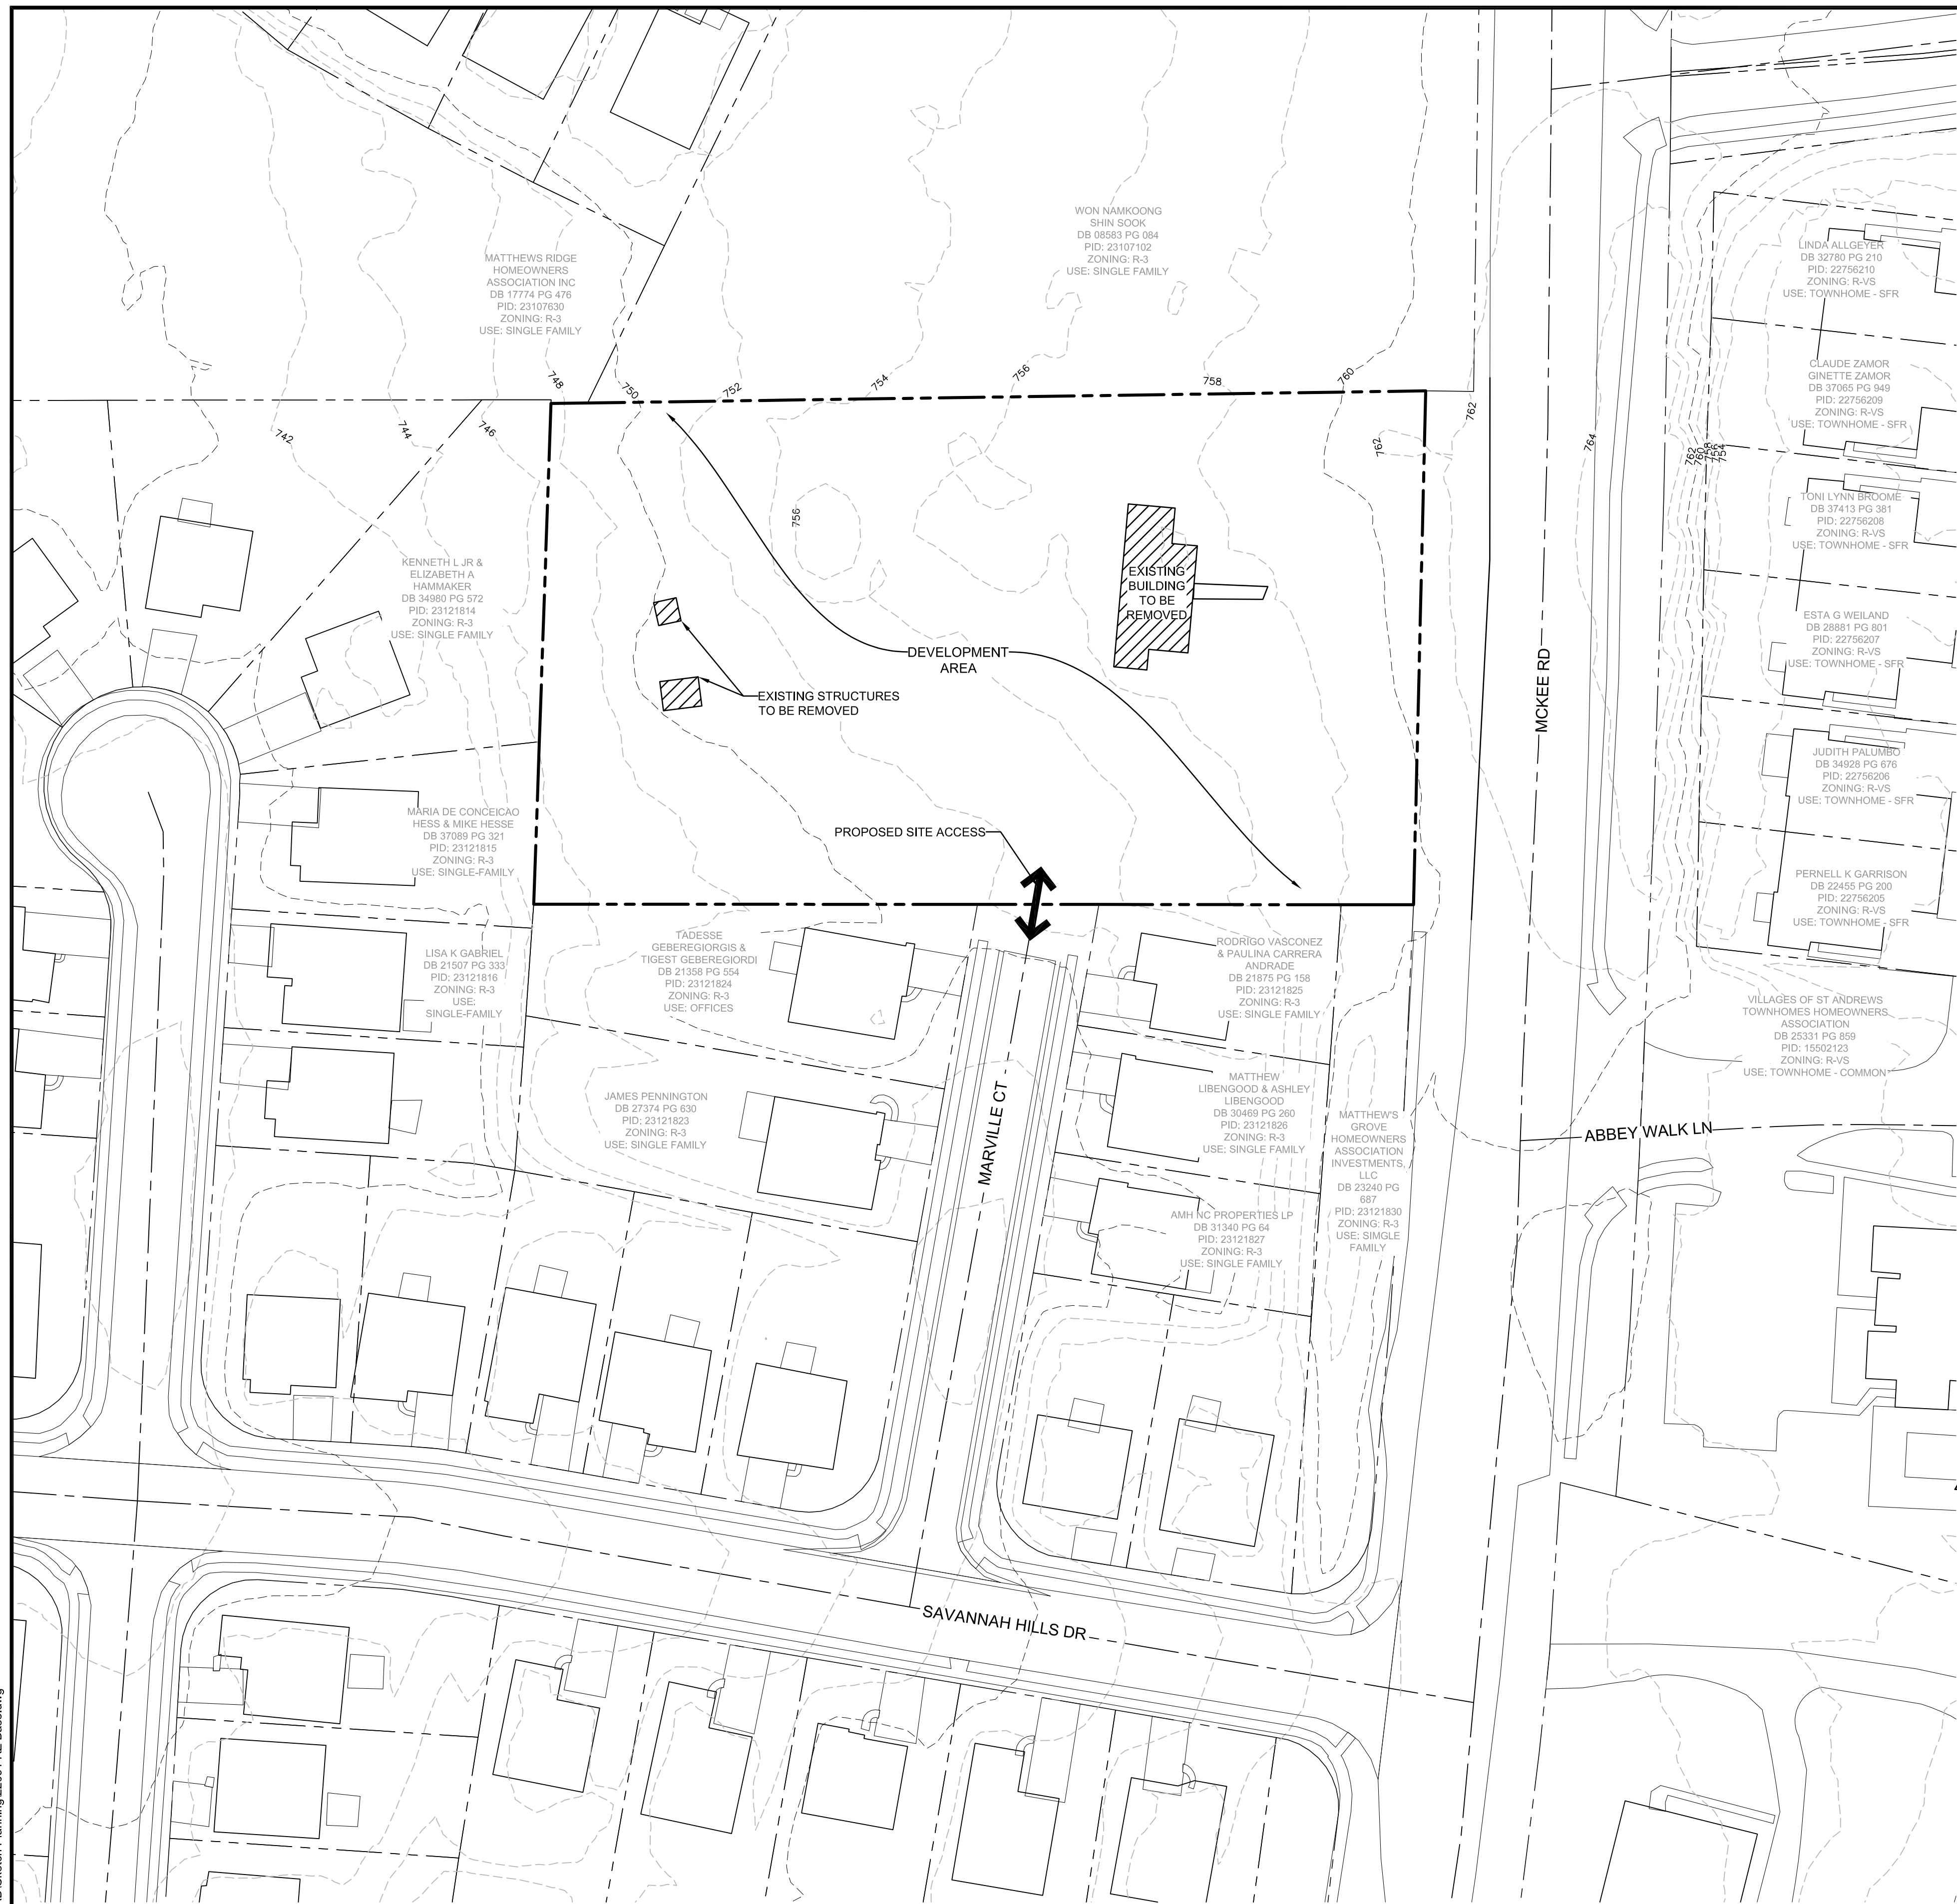 WON NAMKOONG
SHIN SOOK
DB 08583 PG 084
PID: 23107102
ZONING: R-3
USE: SINGLE FAMILY
MATTHEWS RIDGE
HOMEOWNERS
ASSOCIATION INC
DB 17774 PG 476
PID: 23107630
ZONING: R-3
USE: SINGLE FAMILY
LINDA ALLGEYER
DB 32780 PG 210
PID: 22756210
ZONING: R-VS
USE: TOWNHOME - SFR
CLAUDE ZAMOR
GINETTE ZAMOR
DB 37065 PG 949
PID: 22756209
ZONING: R-VS
USE: TOWNHOME - SFR
742
744
746
748
750
752
754
756
758
760
762
762
764
762
760
758
756
754
756
TONI LYNN BROOME
DB 37413 PG 381
PID: 22756208
ZONING: R-VS
USE: TOWNHOME - SFR
KENNETH L JR &
ELIZABETH A
HAMMAKER
DB 34980 PG 572
PID: 23121814
ZONING: R-3
USE: SINGLE FAMILY
EXISTING
BUILDING
TO BE
REMOVED
ESTA G WEILAND
DB 28881 PG 801
PID: 22756207
ZONING: R-VS
USE: TOWNHOME - SFR
DEVELOPMENT
AREA
EXISTING STRUCTURES
TO BE REMOVED
MCKEE RD
JUDITH PALUMBO
DB 34928 PG 676
PID: 22756206
ZONING: R-VS
USE: TOWNHOME - SFR
MARIA DE CONCEICAO
HESS & MIKE HESSE
DB 37089 PG 321
PID: 23121815
ZONING: R-3
USE: SINGLE-FAMILY
PROPOSED SITE ACCESS
PERNELL K GARRISON
DB 22455 PG 200
PID: 22756205
ZONING: R-VS
USE: TOWNHOME - SFR
LISA K GABRIEL
DB 21507 PG 333
PID: 23121816
ZONING: R-3
USE:
SINGLE-FAMILY
TADESSE
GEBEREGIORGIS &
TIGEST GEBEREGIORDI
DB 21358 PG 554
PID: 23121824
ZONING: R-3
USE: OFFICES
RODRIGO VASCONEZ
& PAULINA CARRERA
ANDRADE
DB 21875 PG 158
PID: 23121825
ZONING: R-3
USE: SINGLE FAMILY
VILLAGES OF ST ANDREWS
TOWNHOMES HOMEOWNERS
ASSOCIATION
DB 25331 PG 859
PID: 15502123
ZONING: R-VS
USE: TOWNHOME - COMMON
JAMES PENNINGTON
DB 27374 PG 630
PID: 23121823
ZONING: R-3
USE: SINGLE FAMILY
MARVILLE CT
MATTHEW
LIBENGOOD & ASHLEY
LIBENGOOD
DB 30469 PG 260
PID: 23121826
ZONING: R-3
USE: SINGLE FAMILY
MATTHEW'S
GROVE
HOMEOWNERS
ASSOCIATION
INVESTMENTS,
LLC
DB 23240 PG
687
PID: 23121830
ZONING: R-3
USE: SIMGLE
FAMILY
ABBEY WALK LN
AMH NC PROPERTIES LP
DB 31340 PG 64
PID: 23121827
ZONING: R-3
USE: SINGLE FAMILY
SAVANNAH HILLS DR